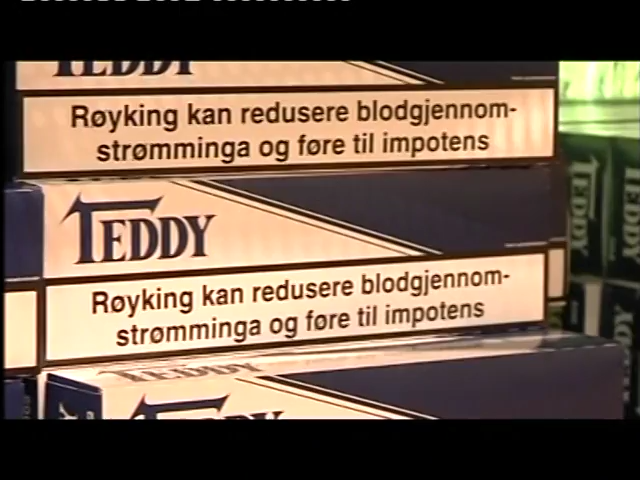 TEDDY
Røyking kan redusere blodgjennom-
strømminga og føre til impotens
TEDDY
Røyking kan redusere blodgjennom-
strømminga og føre til impotens
TEDDY
TEDDY
TEDDY